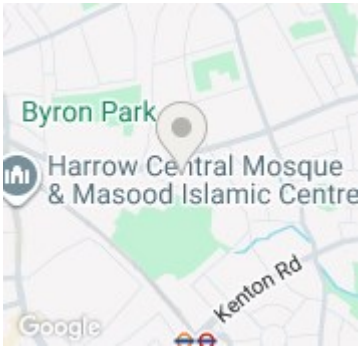 Byron Park
Harrow Central Mosque
& Masood Islamic Centre
Kenton Rd
Google